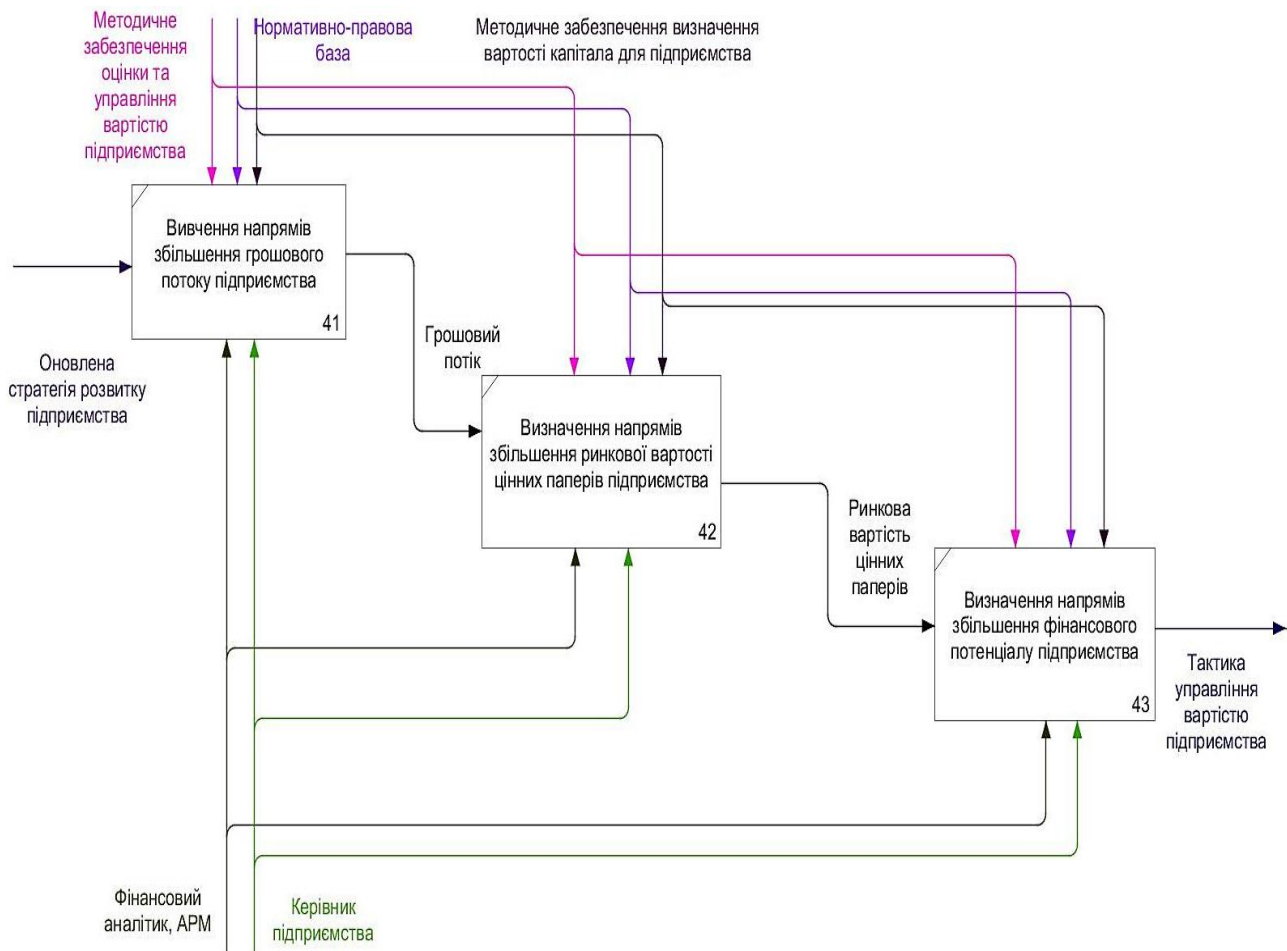 Методичне
забезпечення
оцінки та
управління
вартістю
підприємства
Нормативно-правова
база
Методичне забезпечення визначення
вартості капітала для підприємства
Вивчення напрямів
збільшення грошового
потоку підприємства
41
Оновлена
стратегія розвитку
підприємства
Грошовий
потік
Визначення напрямів
збільшення ринкової вартості
цінних паперів підприємства
42
Ринкова
вартість
цінних
паперів
Визначення напрямів
збільшення фінансового
потенціалу підприємства
43
Тактика
управління
вартістю
підприємства
Фінансовий
аналітик, АРМ
Керівник
підприємства